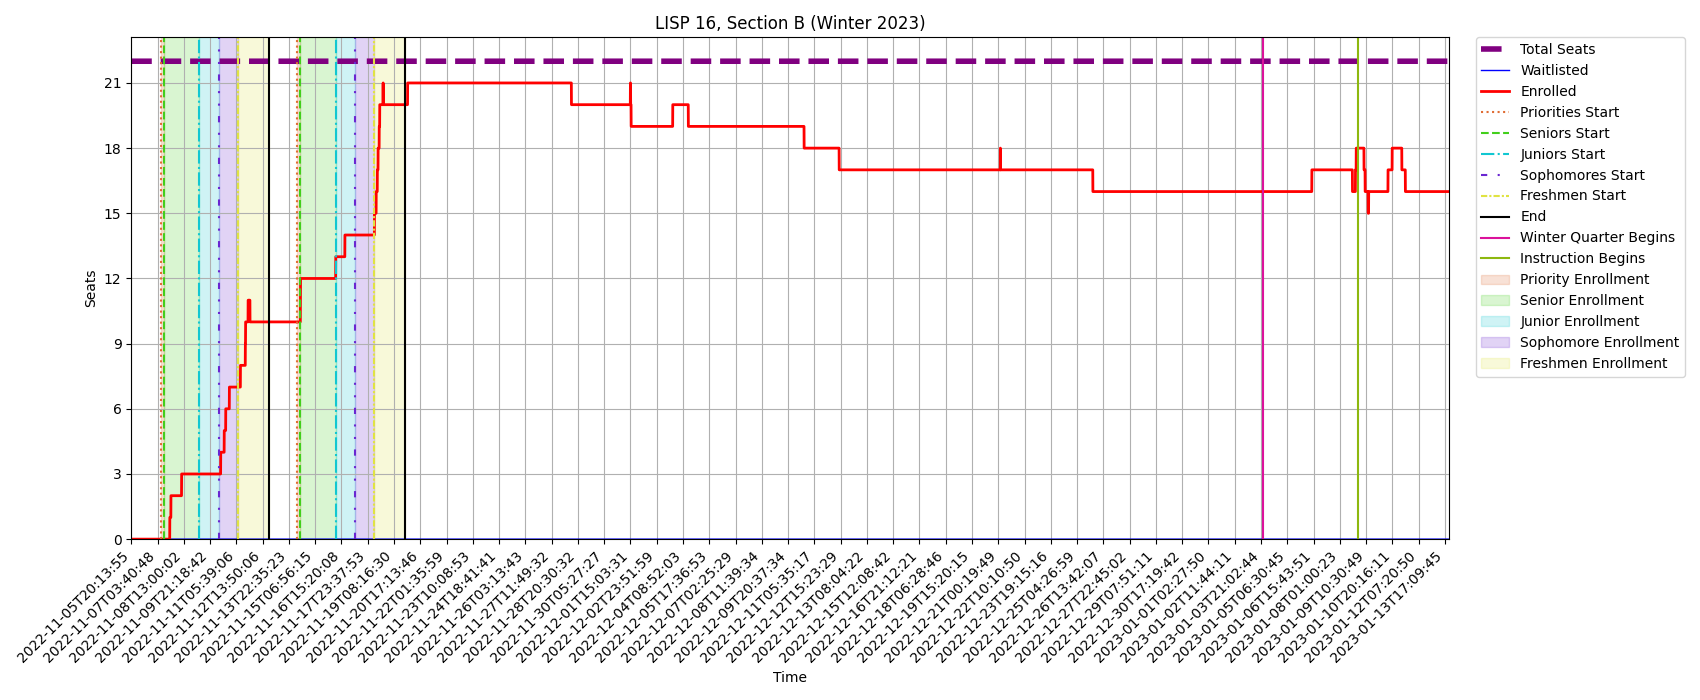 LISP 16, Section B (Winter 2023)
Seats
21
18
15
12
9
6
3
0
2022-11-05T20:13:55
2022-11-07T03:40:48
2022-11-08T13:00:02
2022-11-09T21:18:42
2022-11-11T05:39:06
2022-11-12T13:50:06
2022-11-13T22:35:23
2022-11-15T06:56:15
2022-11-16T15:20:08
2022-11-17T23:37:53
2022-11-19T08:16:30
2022-11-20T17:13:46
2022-11-22T01:35:59
2022-11-23T10:08:53
2022-11-24T18:41:41
2022-11-26T03:13:43
2022-11-27T11:49:32
2022-11-28T20:30:32
2022-11-30T05:27:27
2022-12-01T15:03:31
2022-12-02T23:51:59
2022-12-04T08:52:03
2022-12-05T17:36:53
2022-12-07T02:25:29
2022-12-08T11:39:34
2022-12-09T20:37:34
2022-12-11T05:35:17
2022-12-12T15:23:29
2022-12-13T08:04:22
2022-12-15T12:08:42
2022-12-16T21:12:21
2022-12-18T06:28:46
2022-12-19T15:20:15
2022-12-21T00:19:49
2022-12-22T10:10:50
2022-12-23T19:15:16
2022-12-25T04:26:59
2022-12-26T13:42:07
2022-12-27T22:45:02
2022-12-29T07:51:11
2022-12-30T17:19:42
2023-01-01T02:27:50
2023-01-02T11:44:11
2023-01-03T21:02:44
2023-01-05T06:30:45
2023-01-06T15:43:51
2023-01-08T01:00:23
2023-01-09T10:30:49
2023-01-10T20:16:11
2023-01-12T07:20:50
2023-01-13T17:09:45
Time
Total Seats
Waitlisted
Enrolled
Priorities Start
Seniors Start
Juniors Start
Sophomores Start
Freshmen Start
End
Winter Quarter Begins
Instruction Begins
Priority Enrollment
Senior Enrollment
Junior Enrollment
Sophomore Enrollment
Freshmen Enrollment